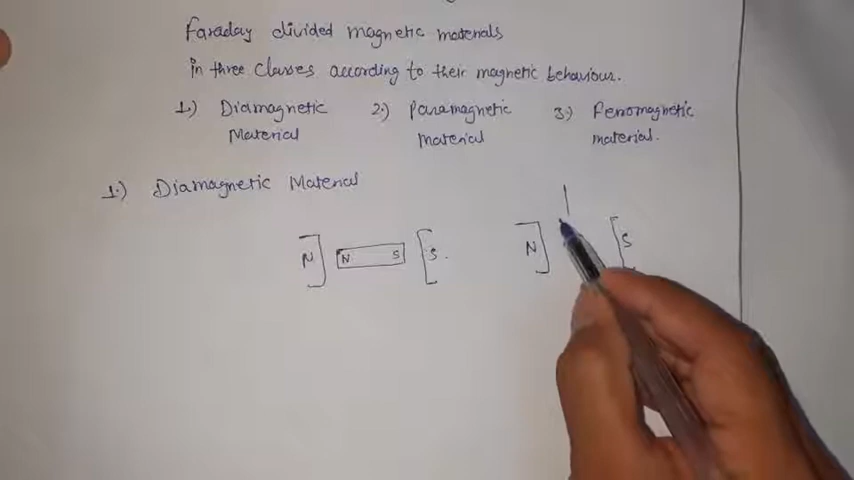 Faraday divided magnetic materials
in three classes according to their magnetic behaviour.
1.) Diamagnetic 2.) Paramagnetic 3.) Ferromagnetic
Material material material.
1.) Diamagnetic Material
N N S S. N S